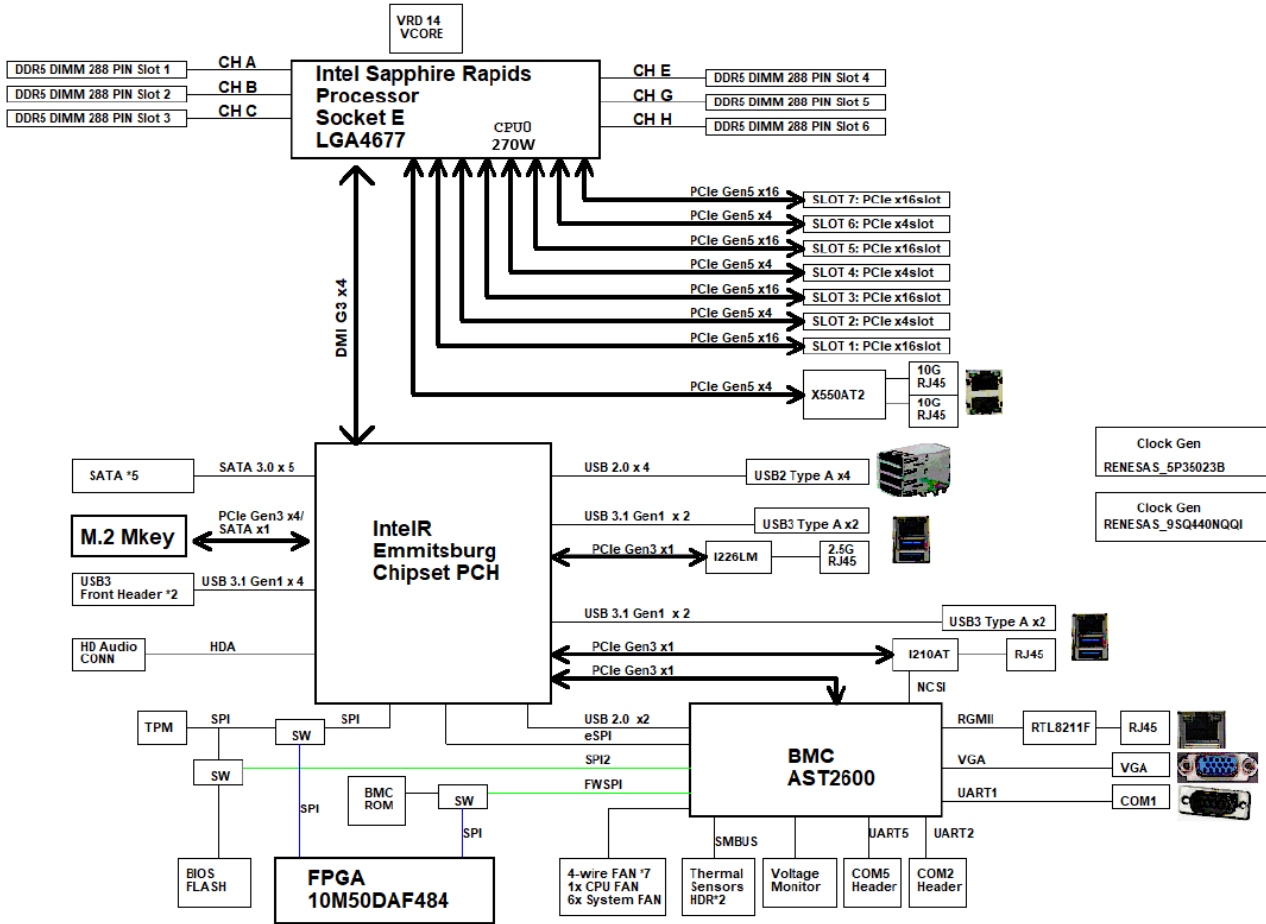 VRD 14
VCORE
DDR5 DIMM 288 PIN Slot 1
CH A
DDR5 DIMM 288 PIN Slot 2
CH B
DDR5 DIMM 288 PIN Slot 3
CH C
Intel Sapphire Rapids
Processor
Socket E
LGA4677
CPU0
270W
CH E
DDR5 DIMM 288 PIN Slot 4
CH G
DDR5 DIMM 288 PIN Slot 5
CH H
DDR5 DIMM 288 PIN Slot 6
PCIe Gen5 x16
SLOT 7: PCIe x16slot
PCIe Gen5 x4
SLOT 6: PCIe x4slot
PCIe Gen5 x16
SLOT 5: PCIe x16slot
PCIe Gen5 x4
SLOT 4: PCIe x4slot
PCIe Gen5 x16
SLOT 3: PCIe x16slot
PCIe Gen5 x4
SLOT 2: PCIe x4slot
PCIe Gen5 x16
SLOT 1: PCIe x16slot
DMI G3 x4
PCIe Gen5 x4
X550AT2
10G
RJ45
10G
RJ45
Clock Gen
RENESAS_5P35023B
Clock Gen
RENESAS_9SQ440NQQI
SATA *5
SATA 3.0 x 5
M.2 Mkey
PCIe Gen3 x4/
SATA x1
USB3
Front Header *2
USB 3.1 Gen1 x 4
HD Audio
CONN
HDA
IntelR
Emmitsburg
Chipset PCH
USB 2.0 x 4
USB2 Type A x4
USB 3.1 Gen1 x 2
USB3 Type A x2
PCIe Gen3 x1
I226LM
2.5G
RJ45
USB 3.1 Gen1 x 2
USB3 Type A x2
PCIe Gen3 x1
I210AT
RJ45
PCIe Gen3 x1
NCSI
TPM
SPI
SW
SPI
USB 2.0 x2
eSPI
SW
SPI2
BMC
ROM
SW
FWSPI
SPI
SPI
BMC
AST2600
RGMII
RTL8211F
RJ45
VGA
VGA
UART1
COM1
SMBUS
UART5
UART2
BIOS
FLASH
FPGA
10M50DAF484
4-wire FAN *7
1x CPU FAN
6x System FAN
Thermal
Sensors
HDR*2
Voltage
Monitor
COM5
Header
COM2
Header